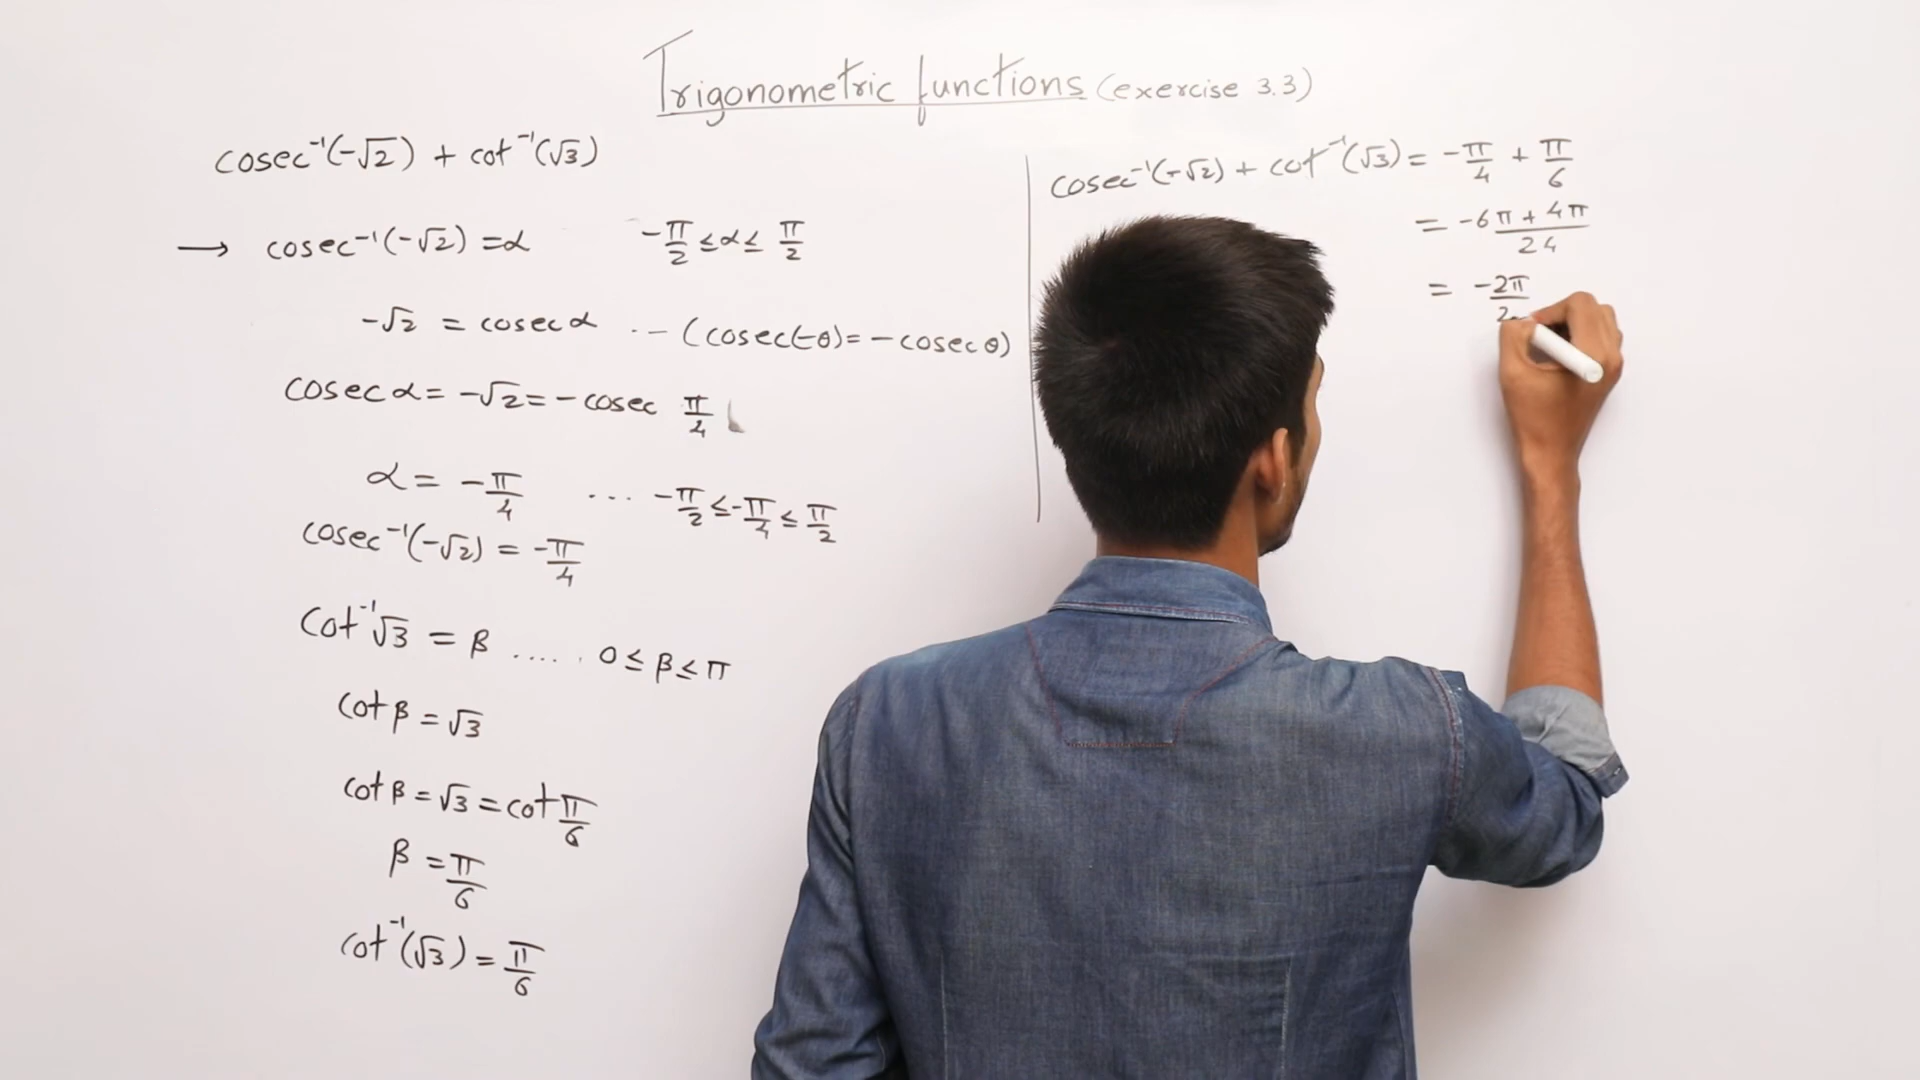 Trigonometric functions (exercise 3.3)
cosec⁻¹(-√2) + cot⁻¹(√3)
→ cosec⁻¹(-√2) = α -π/2 ≤ α ≤ π/2
-√2 = cosec α .. - (cosec(-θ) = - cosec θ)
cosec α = -√2 = - cosec π/4
α = -π/4 ... -π/2 ≤ -π/4 ≤ π/2
cosec⁻¹(-√2) = -π/4
Cot⁻¹√3 = β ..... 0 ≤ β ≤ π
cot β = √3
cot β = √3 = cot π/6
β = π/6
cot⁻¹(√3) = π/6
cosec⁻¹(-√2) + cot⁻¹(√3) = -π/4 + π/6
= -6π + 4π/24
= -2π/2